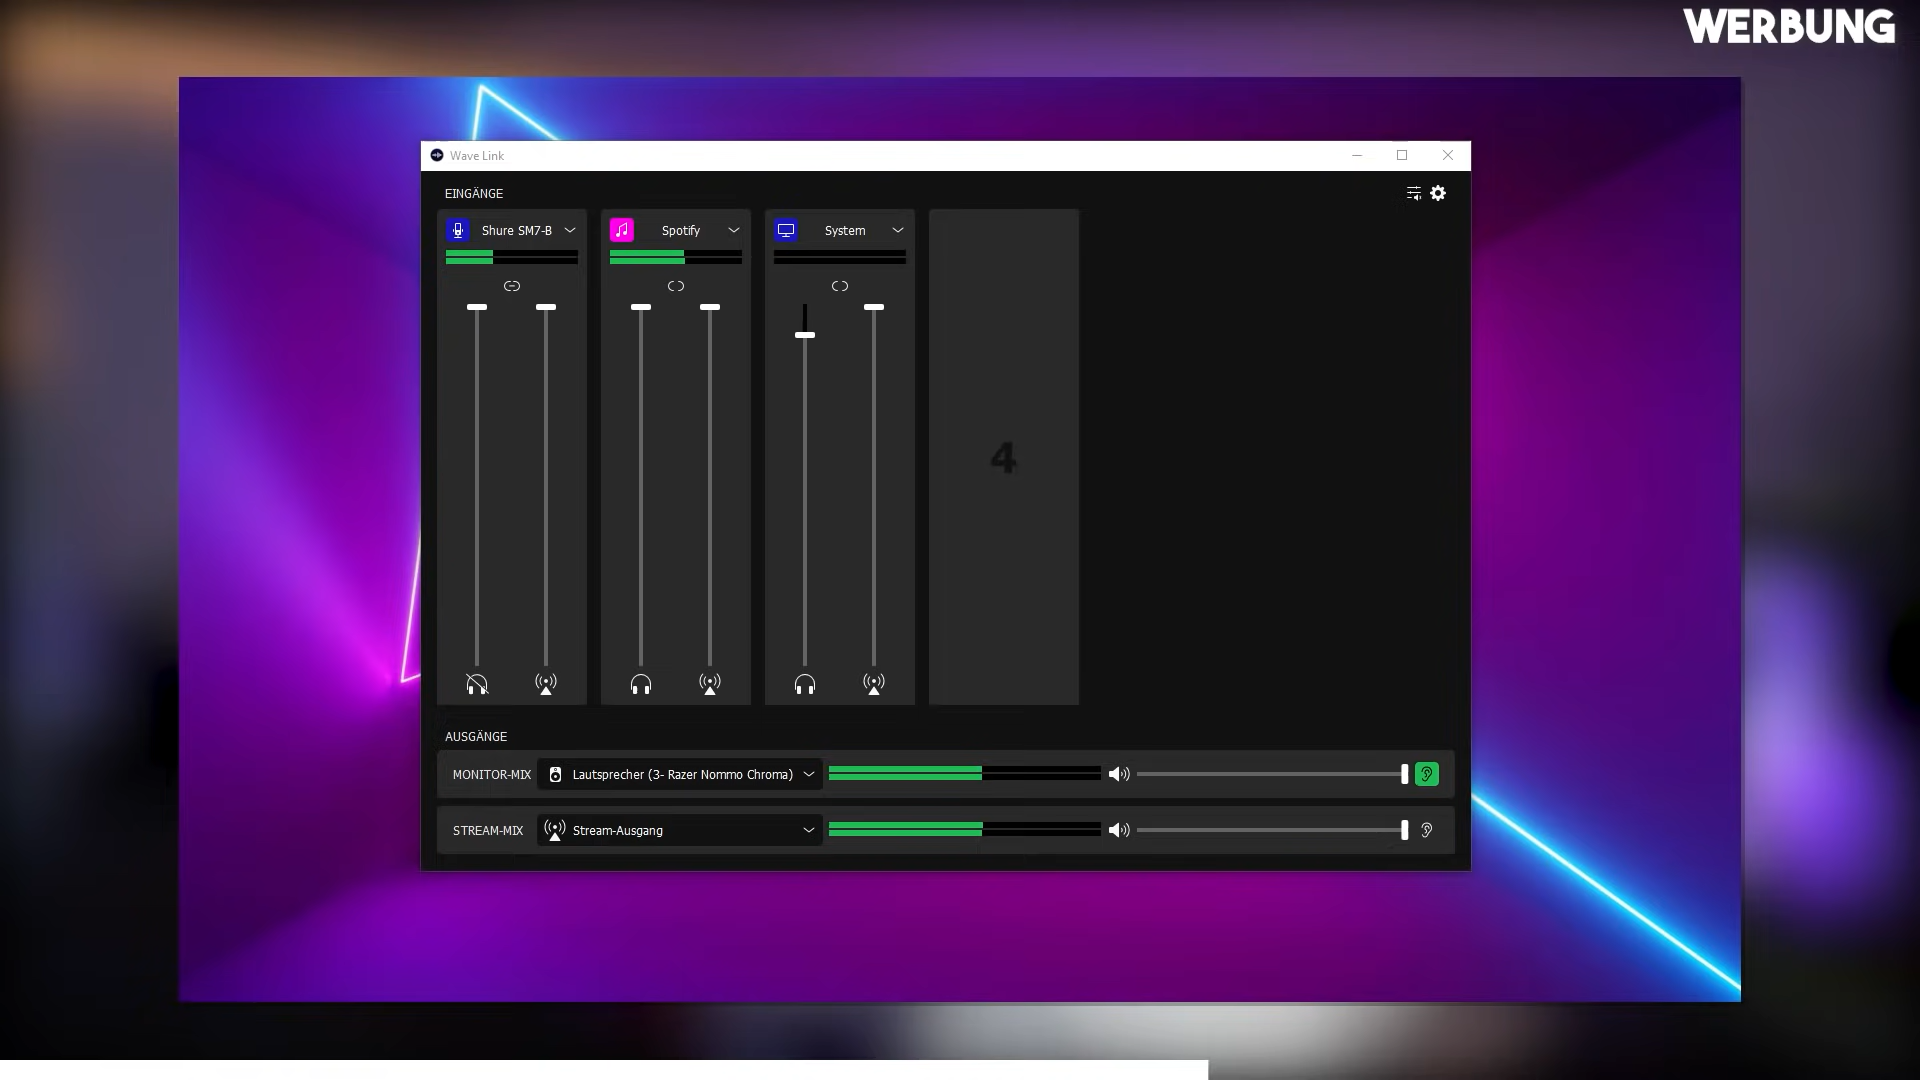 WERBUNG
Wave Link
EINGÄNGE
Shure SM7-B
Spotify
System
4
AUSGÄNGE
MONITOR-MIX
Lautsprecher (3- Razer Nommo Chroma)
STREAM-MIX
Stream-Ausgang